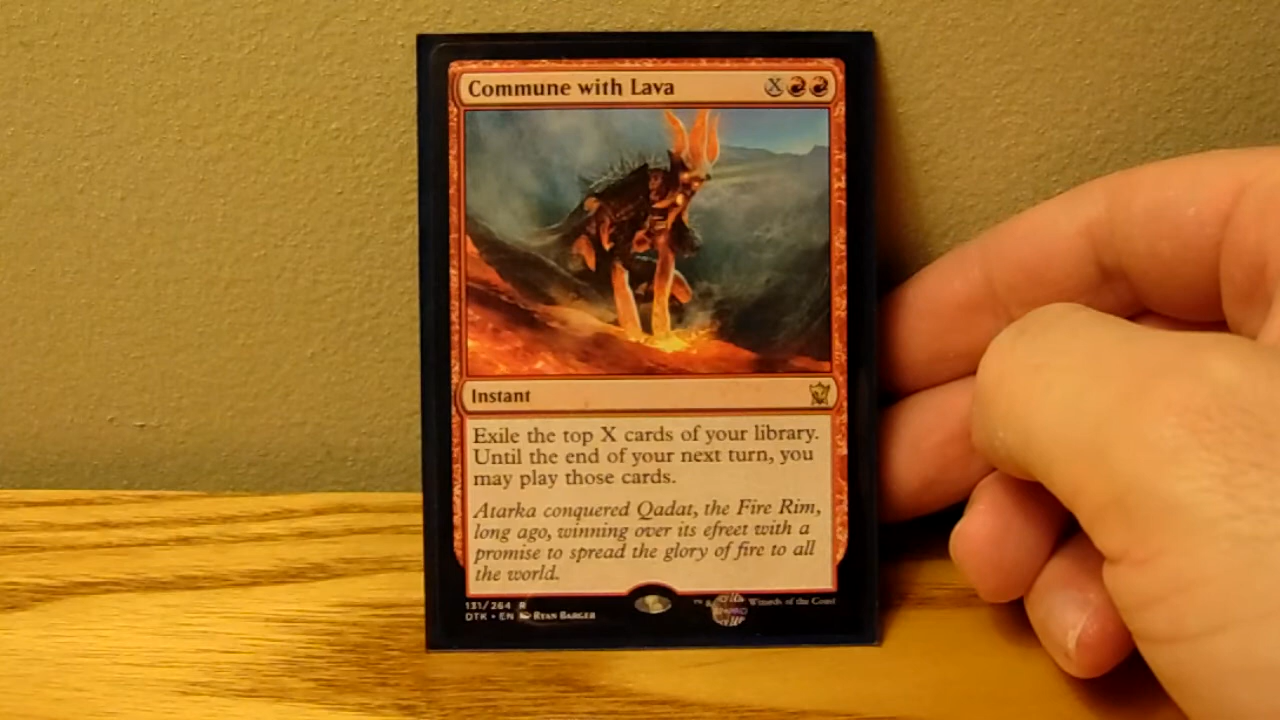 Commune with Lava X
Instant
Exile the top X cards of your library.
Until the end of your next turn, you
may play those cards.
Atarka conquered Qadat, the Fire Rim,
long ago, winning over its efreet with a
promise to spread the glory of fire to all
the world.
131/264 R
™ & Wizards of the Coast
DTK • EN Ryan Barger